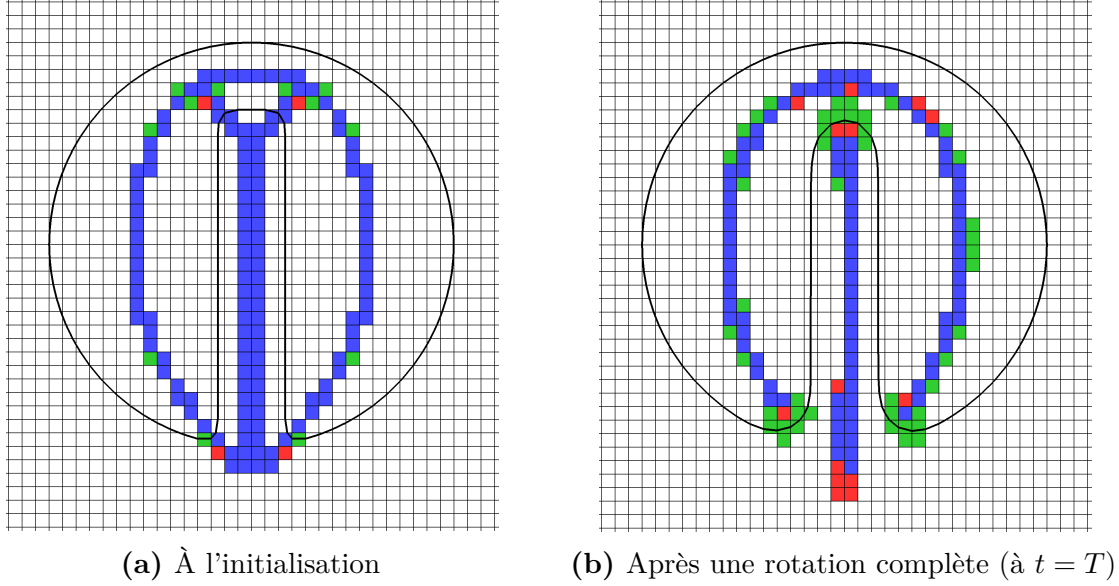 (a) À l'initialisation
(b) Après une rotation complète (à t = T)